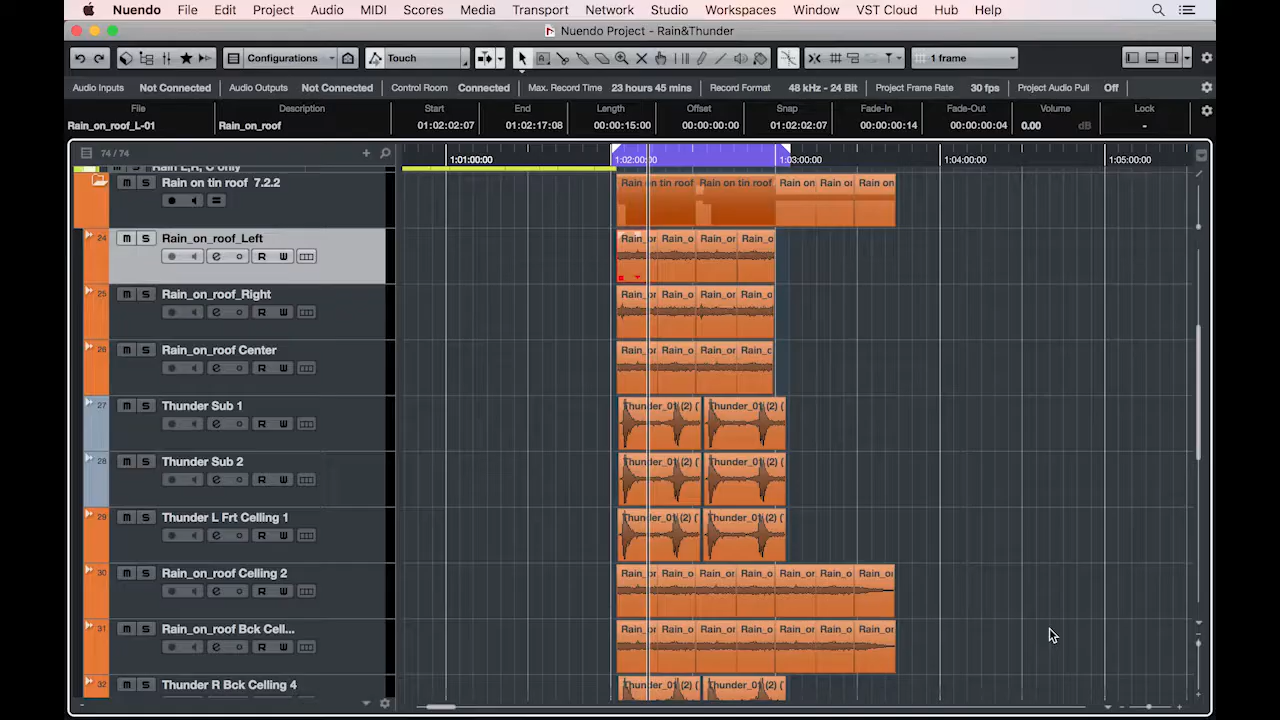 Nuendo File Edit Project Audio MIDI Scores Media Transport Network Studio Workspaces Window VST Cloud Hub Help
Nuendo Project - Rain&Thunder
Configurations Touch 1 frame
Audio Inputs Not Connected Audio Outputs Not Connected Control Room Connected Max. Record Time 23 hours 45 mins Record Format 48 kHz - 24 Bit Project Frame Rate 30 fps Project Audio Pull Off
File Description Start End Length Offset Snap Fade-In Fade-Out Volume Lock
Rain_on_roof_L-01 Rain_on_roof 01:02:02:07 01:02:17:08 00:00:15:00 00:00:00:00 01:02:02:07 00:00:00:14 00:00:00:04 0.00 dB -
74 / 74 1:01:00:00 1:02:00:00 1:03:00:00 1:04:00:00 1:05:00:00
Rain L,R, C only
m S Rain on tin roof 7.2.2 Rain on tin roof Rain on tin roof Rain on Rain on Rain on
24 m S Rain_on_roof_Left Rain_or Rain_o Rain_o Rain_o
R W
25 m S Rain_on_roof_Right Rain_or Rain_o Rain_o Rain_o
R W
26 m S Rain_on_roof Center Rain_or Rain_o Rain_o Rain_c
R W
27 m S Thunder Sub 1 Thunder_01 (2) ( Thunder_01 (2) (
R W
28 m S Thunder Sub 2 Thunder_01 (2) ( Thunder_01 (2) (
R W
29 m S Thunder L Frt Celling 1 Thunder_01 (2) ( Thunder_01 (2) (
R W
30 m S Rain_on_roof Celling 2 Rain_or Rain_o Rain_o Rain_o Rain_or Rain_o Rain_or
R W
31 m S Rain_on_roof Bck Cell... Rain_or Rain_o Rain_o Rain_o Rain_or Rain_o Rain_or
R W
32 m S Thunder R Bck Celling 4 Thunder_01 (2) ( Thunder_01 (2) (